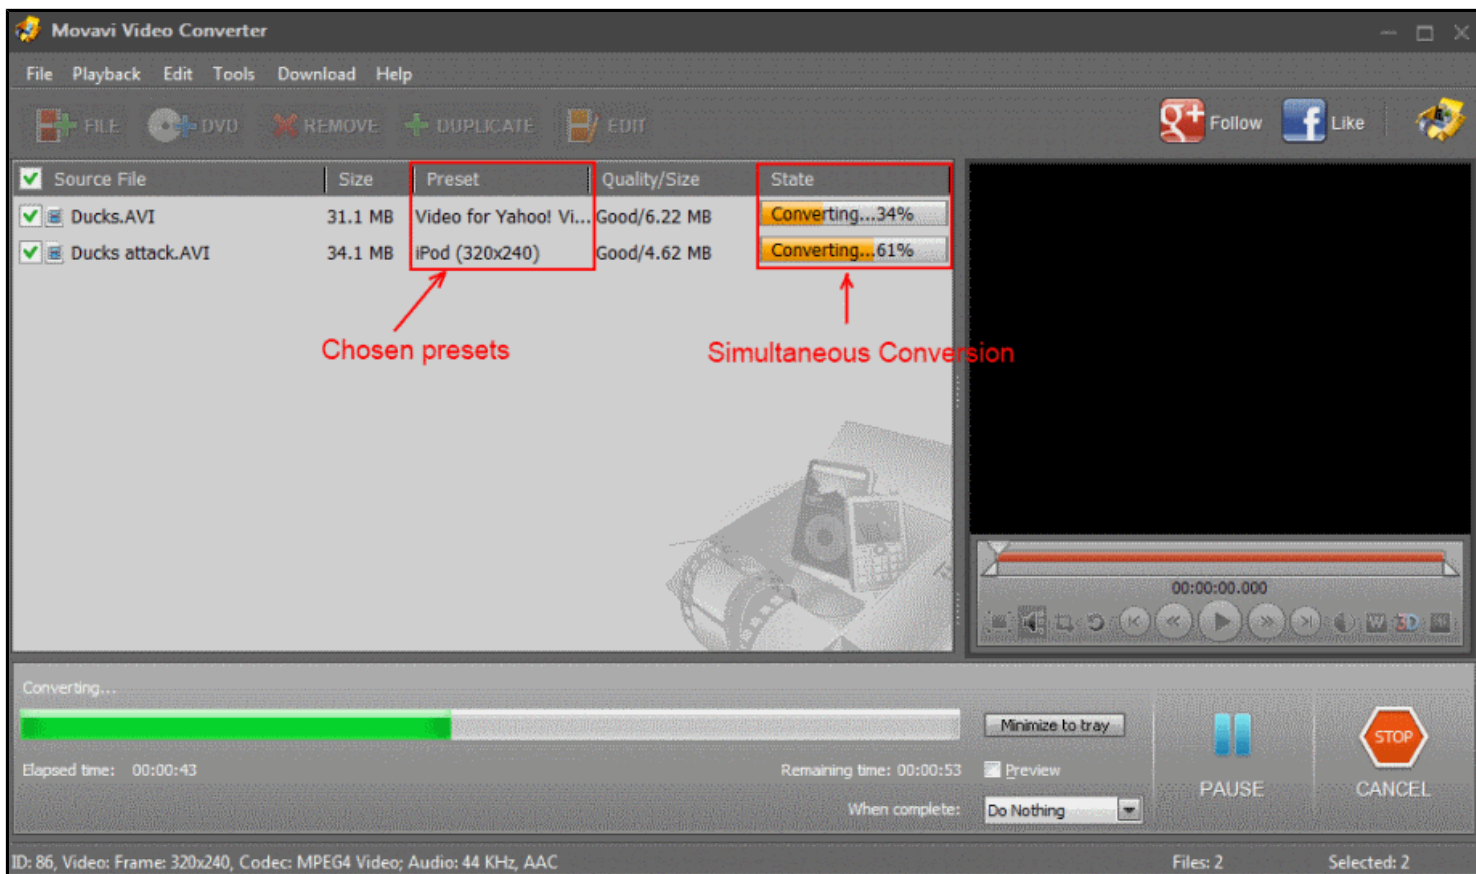 Movavi Video Converter
File Playback Edit Tools Download Help
FILE DVD REMOVE DUPLICATE EDIT
g+ Follow f Like
Source File Size Preset Quality/Size State
Ducks.AVI 31.1 MB Video for Yahoo! Vi... Good/6.22 MB Converting...34%
Ducks attack.AVI 34.1 MB iPod (320x240) Good/4.62 MB Converting...61%
Chosen presets
Simultaneous Conversion
00:00:00.000
W 3D
Converting...
Minimize to tray
STOP
Elapsed time: 00:00:43 Remaining time: 00:00:53 Preview
PAUSE CANCEL
When complete: Do Nothing
ID: 86, Video: Frame: 320x240, Codec: MPEG4 Video; Audio: 44 KHz, AAC Files: 2 Selected: 2